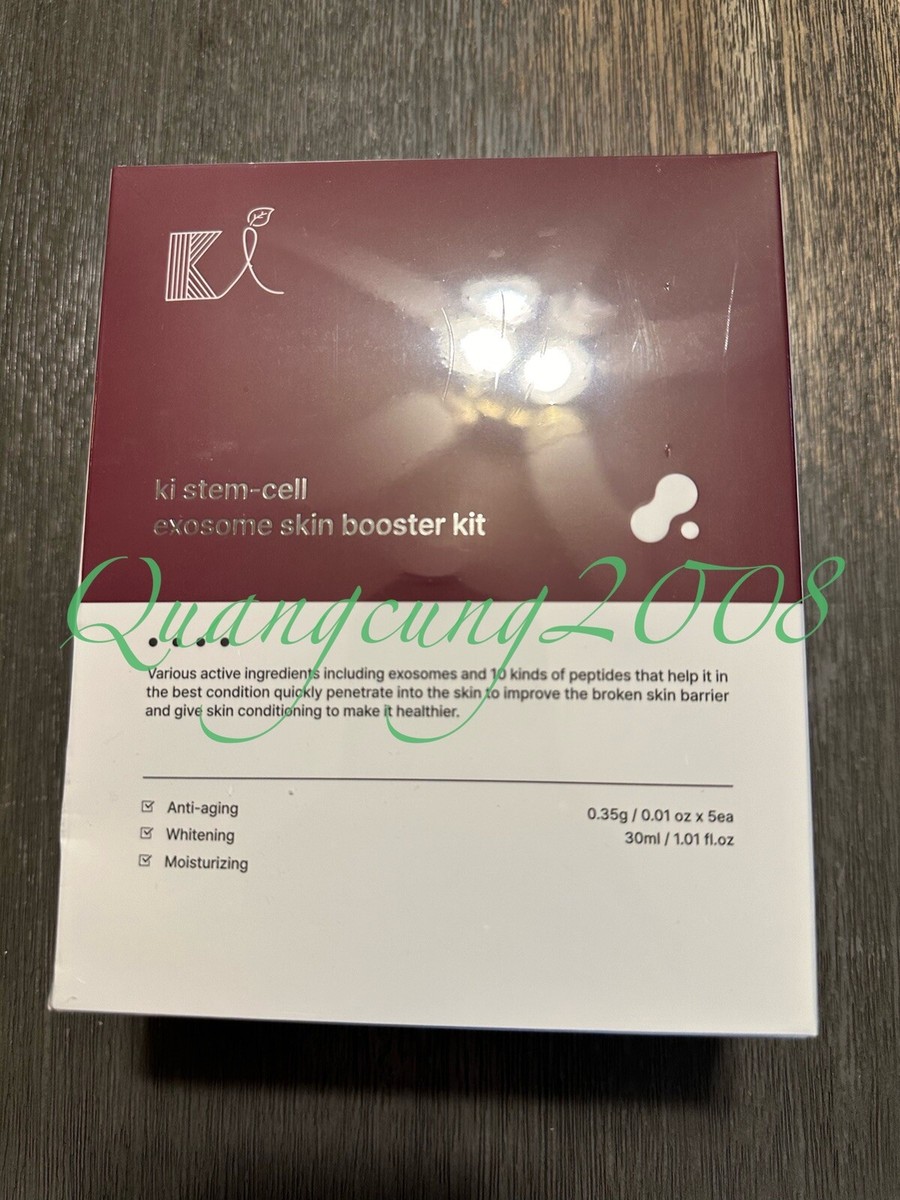 Ki
ki stem-cell
exosome skin booster kit
Quangcung2008
Various active ingredients including exosomes and 10 kinds of peptides that help it in
the best condition quickly penetrate into the skin to improve the broken skin barrier
and give skin conditioning to make it healthier.
Anti-aging
Whitening
Moisturizing
0.35g / 0.01 oz x 5ea
30ml / 1.01 fl.oz